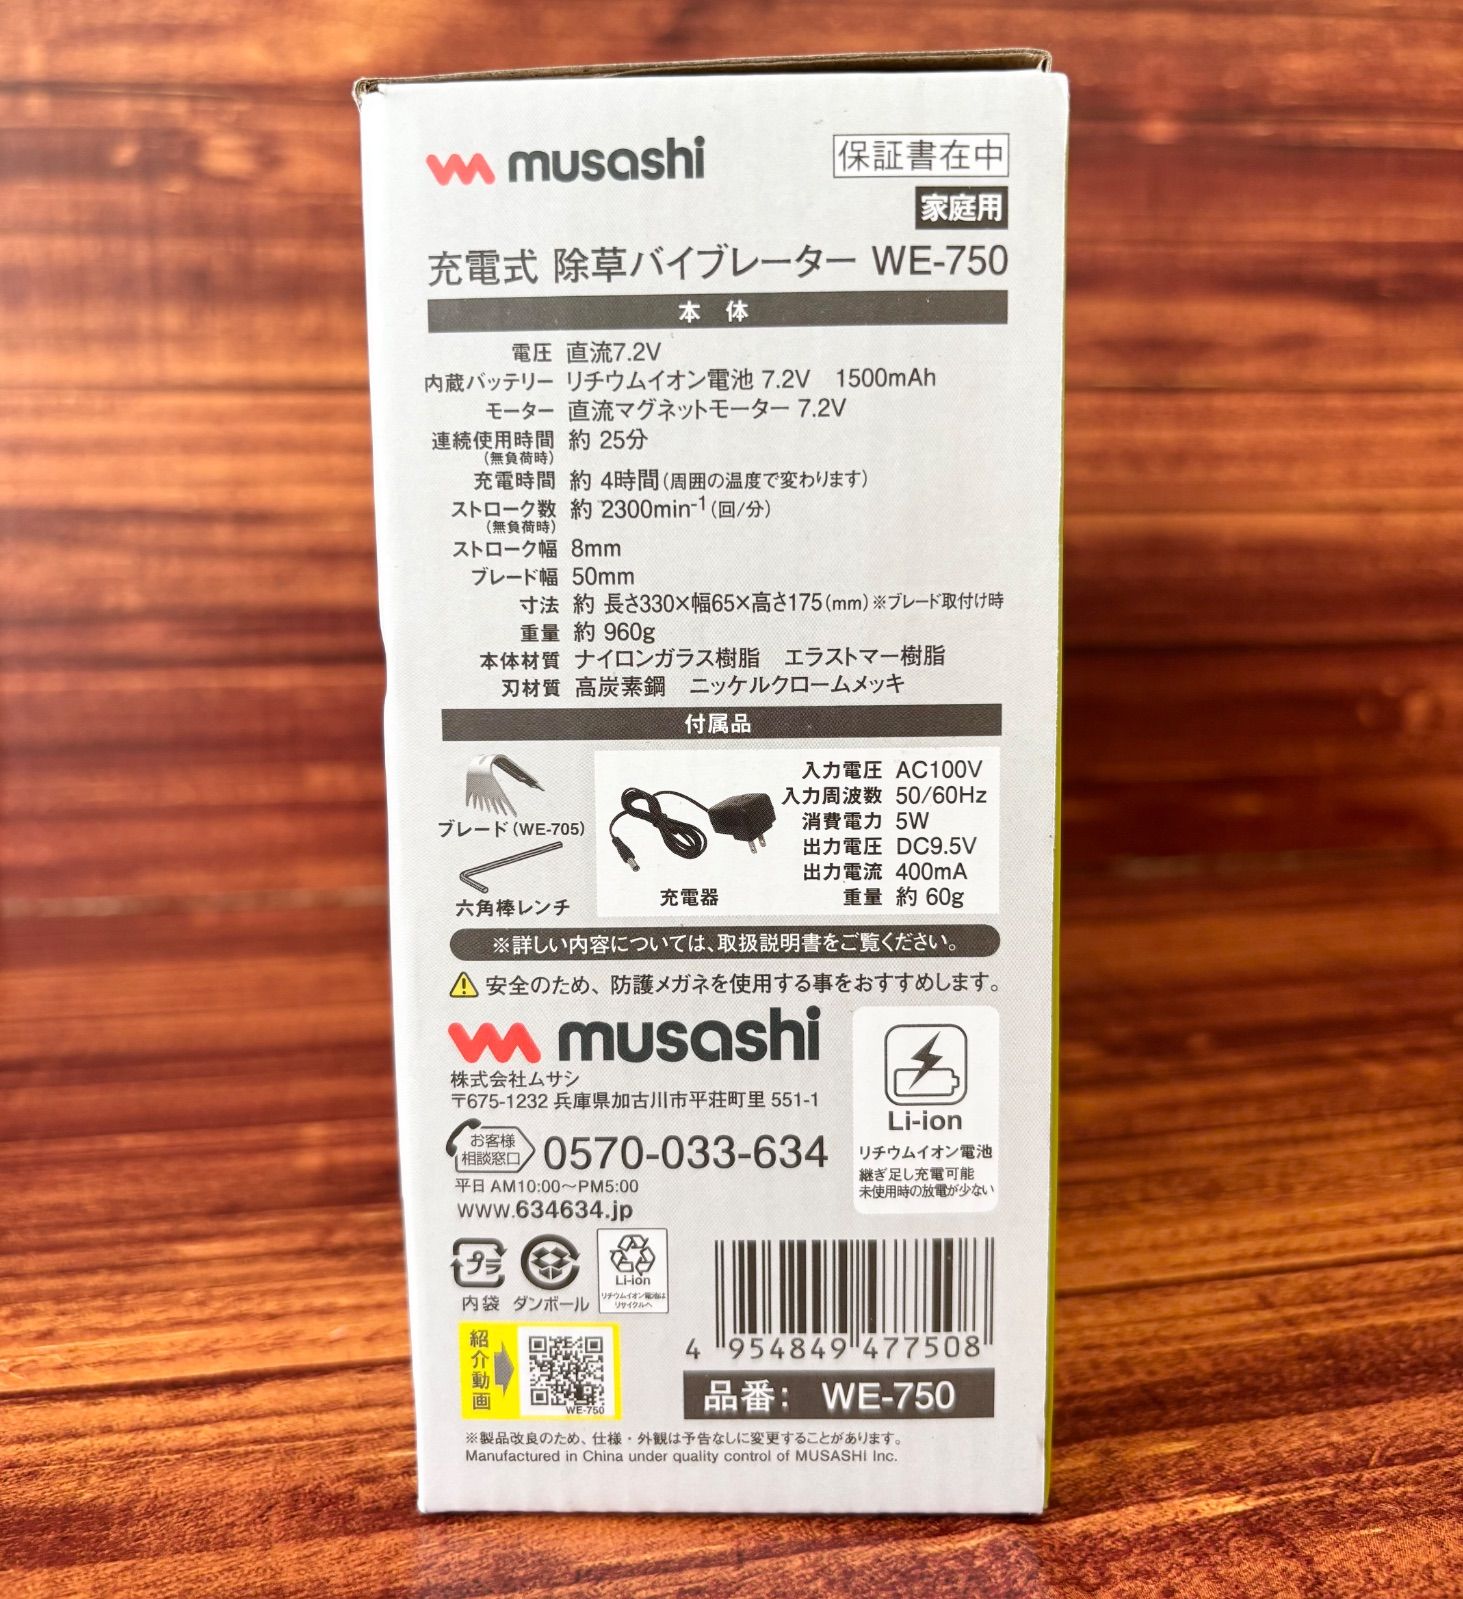 musashi
保証書在中
家庭用
充電式 除草バイブレーター WE-750
本 体
電圧 直流7.2V
内蔵バッテリー リチウムイオン電池 7.2V 1500mAh
モーター 直流マグネットモーター 7.2V
連続使用時間 約 25分
(無負荷時)
充電時間 約 4時間(周囲の温度で変わります)
ストローク数 約 2300min-1(回/分)
(無負荷時)
ストローク幅 8mm
ブレード幅 50mm
寸法 約 長さ330×幅65×高さ175(mm)※ブレード取付け時
重量 約 960g
本体材質 ナイロンガラス樹脂 エラストマー樹脂
刃材質 高炭素鋼 ニッケルクロームメッキ
付属品
ブレード(WE-705)
六角棒レンチ
充電器
入力電圧 AC100V
入力周波数 50/60Hz
消費電力 5W
出力電圧 DC9.5V
出力電流 400mA
重量 約 60g
※詳しい内容については、取扱説明書をご覧ください。
安全のため、防護メガネを使用する事をおすすめします。
musashi
株式会社ムサシ
〒675-1232 兵庫県加古川市平荘町里 551-1
お客様
相談窓口 0570-033-634
平日 AM10:00～PM5:00
www.634634.jp
Li-ion
リチウムイオン電池
継ぎ足し充電可能
未使用時の放電が少ない
プラ
内袋
ダンボール
Li-ion
リチウムイオン電池は
リサイクルへ
紹介動画
WE-750
4 954849 477508
品番: WE-750
※製品改良のため、仕様・外観は予告なしに変更することがあります。
Manufactured in China under quality control of MUSASHI Inc.